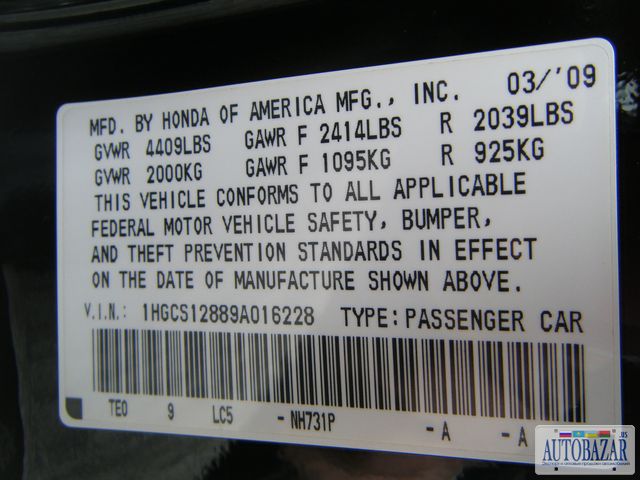 MFD. BY HONDA OF AMERICA MFG., INC. 03/'09
GVWR 4409LBS GAWR F 2414LBS R 2039LBS
GVWR 2000KG GAWR F 1095KG R 925KG
THIS VEHICLE CONFORMS TO ALL APPLICABLE
FEDERAL MOTOR VEHICLE SAFETY, BUMPER,
AND THEFT PREVENTION STANDARDS IN EFFECT
ON THE DATE OF MANUFACTURE SHOWN ABOVE.
V.I.N.: 1HGCS12889A016228 TYPE: PASSENGER CAR
TE0 9 LC5 -NH731P -A -A
.us
AUTOBAZAR